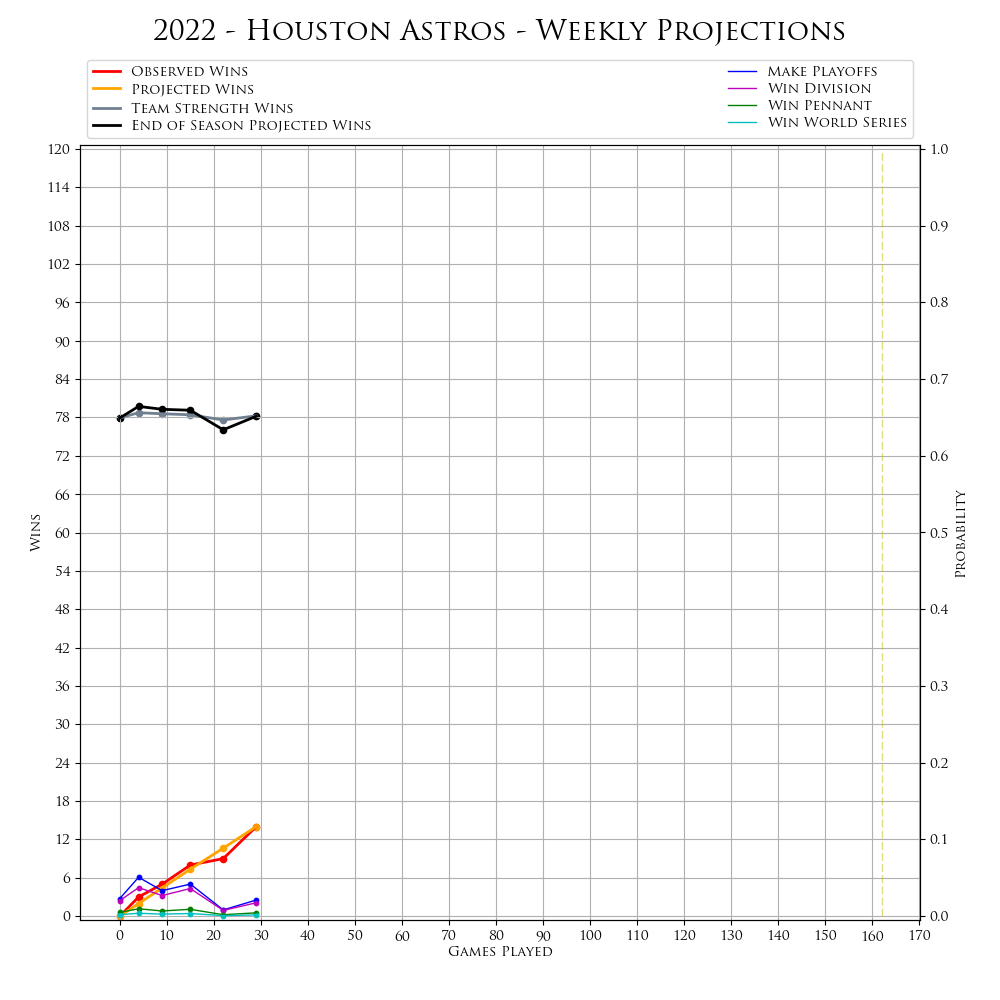 2022 - Houston Astros - Weekly Projections
Observed Wins
Projected Wins
Team Strength Wins
End of Season Projected Wins
Make Playoffs
Win Division
Win Pennant
Win World Series
120
114
108
102
96
90
84
78
72
66
60
54
48
42
36
30
24
18
12
6
0
Wins
1.0
0.9
0.8
0.7
0.6
0.5
0.4
0.3
0.2
0.1
0.0
Probability
0 10 20 30 40 50 60 70 80 90 100 110 120 130 140 150 160 170
Games Played